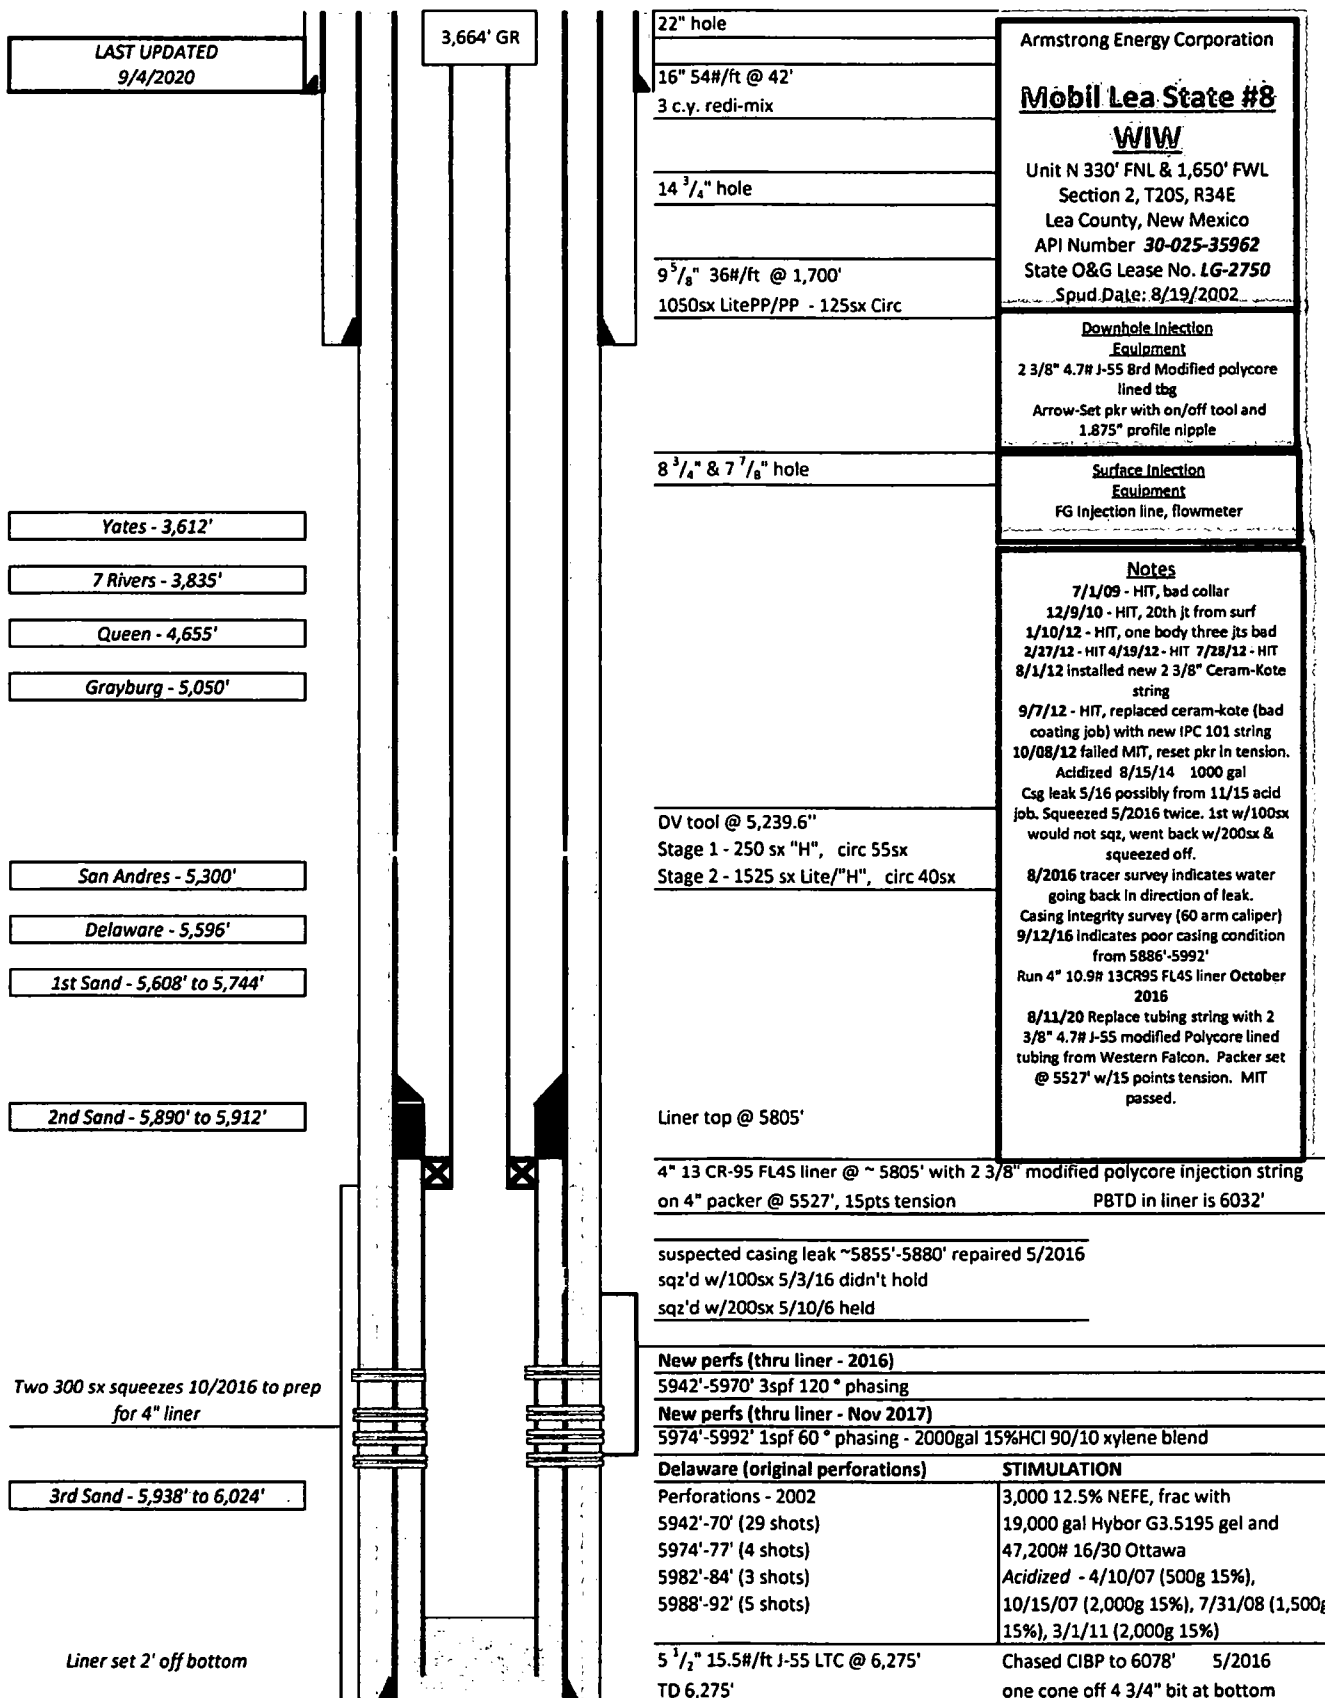 LAST UPDATED
9/4/2020
3,664' GR
22" hole
16" 54#/ft @ 42'
3 c.y. redi-mix
14 3/4" hole
9 5/8" 36#/ft @ 1,700'
1050sx LitePP/PP - 125sx Circ
8 3/4" & 7 7/8" hole
Armstrong Energy Corporation
Mobil Lea State #8
WIW
Unit N 330' FNL & 1,650' FWL
Section 2, T20S, R34E
Lea County, New Mexico
API Number 30-025-35962
State O&G Lease No. LG-2750
Spud Date: 8/19/2002
Downhole Injection
Equipment
2 3/8" 4.7# J-55 8rd Modified polycore
lined tbg
Arrow-Set pkr with on/off tool and
1.875" profile nipple
Surface Injection
Equipment
FG Injection line, flowmeter
Notes
7/1/09 - HIT, bad collar
12/9/10 - HIT, 20th jt from surf
1/10/12 - HIT, one body three jts bad
2/27/12 - HIT 4/19/12 - HIT 7/28/12 - HIT
8/1/12 installed new 2 3/8" Ceram-Kote
string
9/7/12 - HIT, replaced ceram-kote (bad
coating job) with new IPC 101 string
10/08/12 failed MIT, reset pkr in tension.
Acidized 8/15/14 1000 gal
Csg leak 5/16 possibly from 11/15 acid
job. Squeezed 5/2016 twice. 1st w/100sx
would not sqz, went back w/200sx &
squeezed off.
8/2016 tracer survey indicates water
going back in direction of leak.
Casing integrity survey (60 arm caliper)
9/12/16 indicates poor casing condition
from 5886'-5992'
Run 4" 10.9# 13CR95 FL4S liner October
2016
8/11/20 Replace tubing string with 2
3/8" 4.7# J-55 modified Polycore lined
tubing from Western Falcon. Packer set
@ 5527' w/15 points tension. MIT
passed.
Yates - 3,612'
7 Rivers - 3,835'
Queen - 4,655'
Grayburg - 5,050'
San Andres - 5,300'
Delaware - 5,596'
1st Sand - 5,608' to 5,744'
2nd Sand - 5,890' to 5,912'
DV tool @ 5,239.6"
Stage 1 - 250 sx "H", circ 55sx
Stage 2 - 1525 sx Lite/"H", circ 40sx
Liner top @ 5805'
4" 13 CR-95 FL4S liner @ ~ 5805' with 2 3/8" modified polycore injection string
on 4" packer @ 5527', 15pts tension PBTD in liner is 6032'
suspected casing leak ~5855'-5880' repaired 5/2016
sqz'd w/100sx 5/3/16 didn't hold
sqz'd w/200sx 5/10/6 held
New perfs (thru liner - 2016)
5942'-5970' 3spf 120 ° phasing
New perfs (thru liner - Nov 2017)
5974'-5992' 1spf 60 ° phasing - 2000gal 15%HCl 90/10 xylene blend
Two 300 sx squeezes 10/2016 to prep
for 4" liner
3rd Sand - 5,938' to 6,024'
Delaware (original perforations)
Perforations - 2002
5942'-70' (29 shots)
5974'-77' (4 shots)
5982'-84' (3 shots)
5988'-92' (5 shots)
STIMULATION
3,000 12.5% NEFE, frac with
19,000 gal Hybor G3.5195 gel and
47,200# 16/30 Ottawa
Acidized - 4/10/07 (500g 15%),
10/15/07 (2,000g 15%), 7/31/08 (1,500g
15%), 3/1/11 (2,000g 15%)
Liner set 2' off bottom
5 1/2" 15.5#/ft J-55 LTC @ 6,275'
TD 6,275'
Chased CIBP to 6078' 5/2016
one cone off 4 3/4" bit at bottom